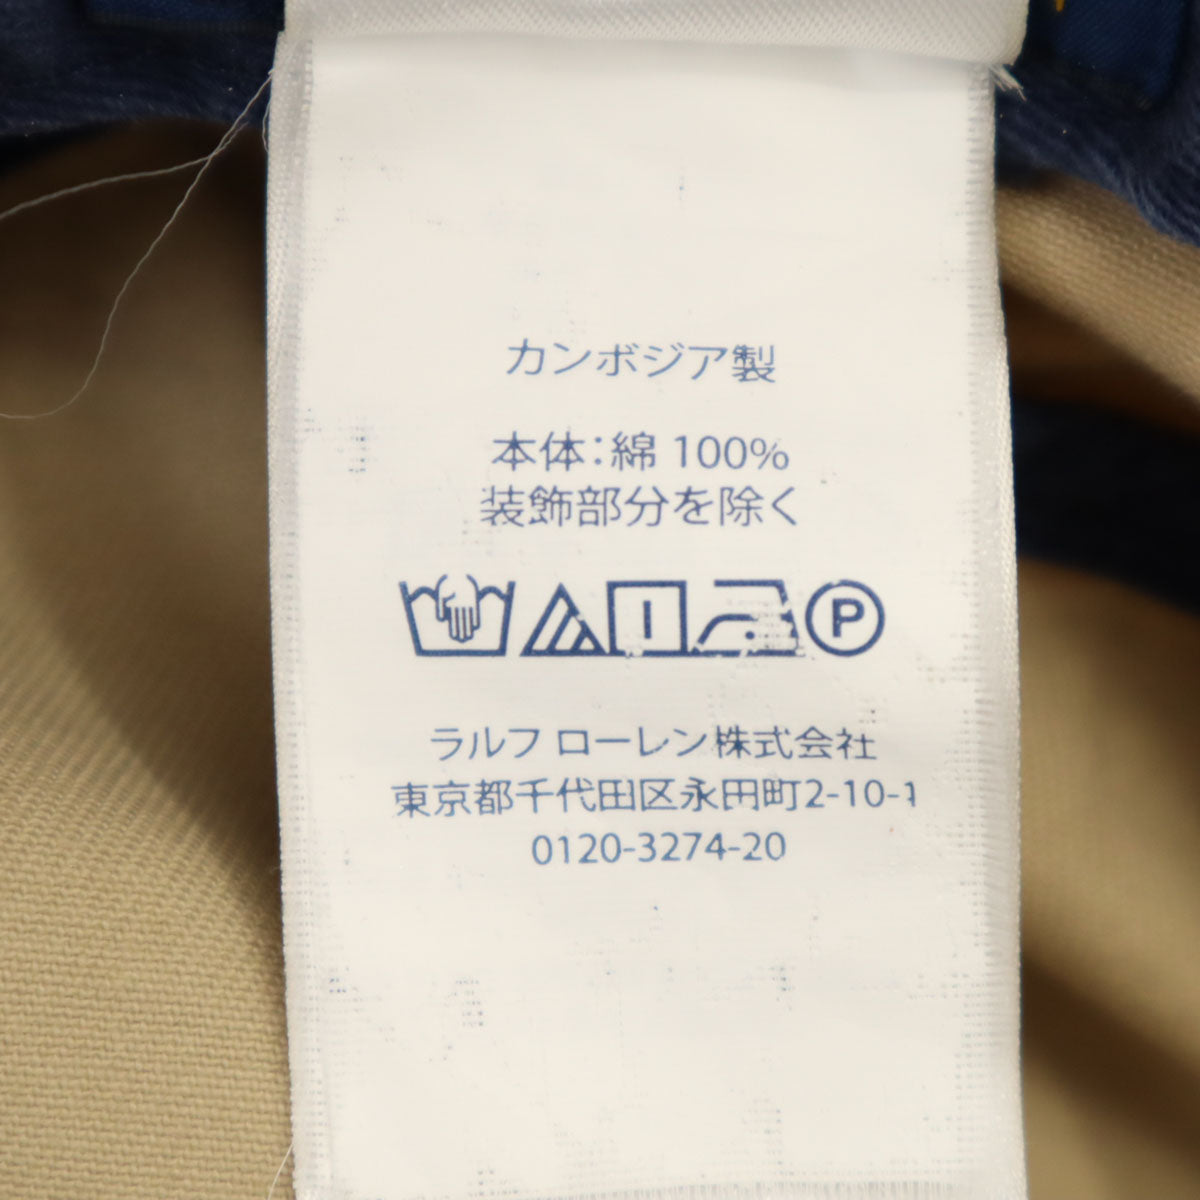 カンボジア製
本体：綿 100%
装飾部分を除く
P
ラルフ ローレン株式会社
東京都千代田区永田町2-10-1
0120-3274-20